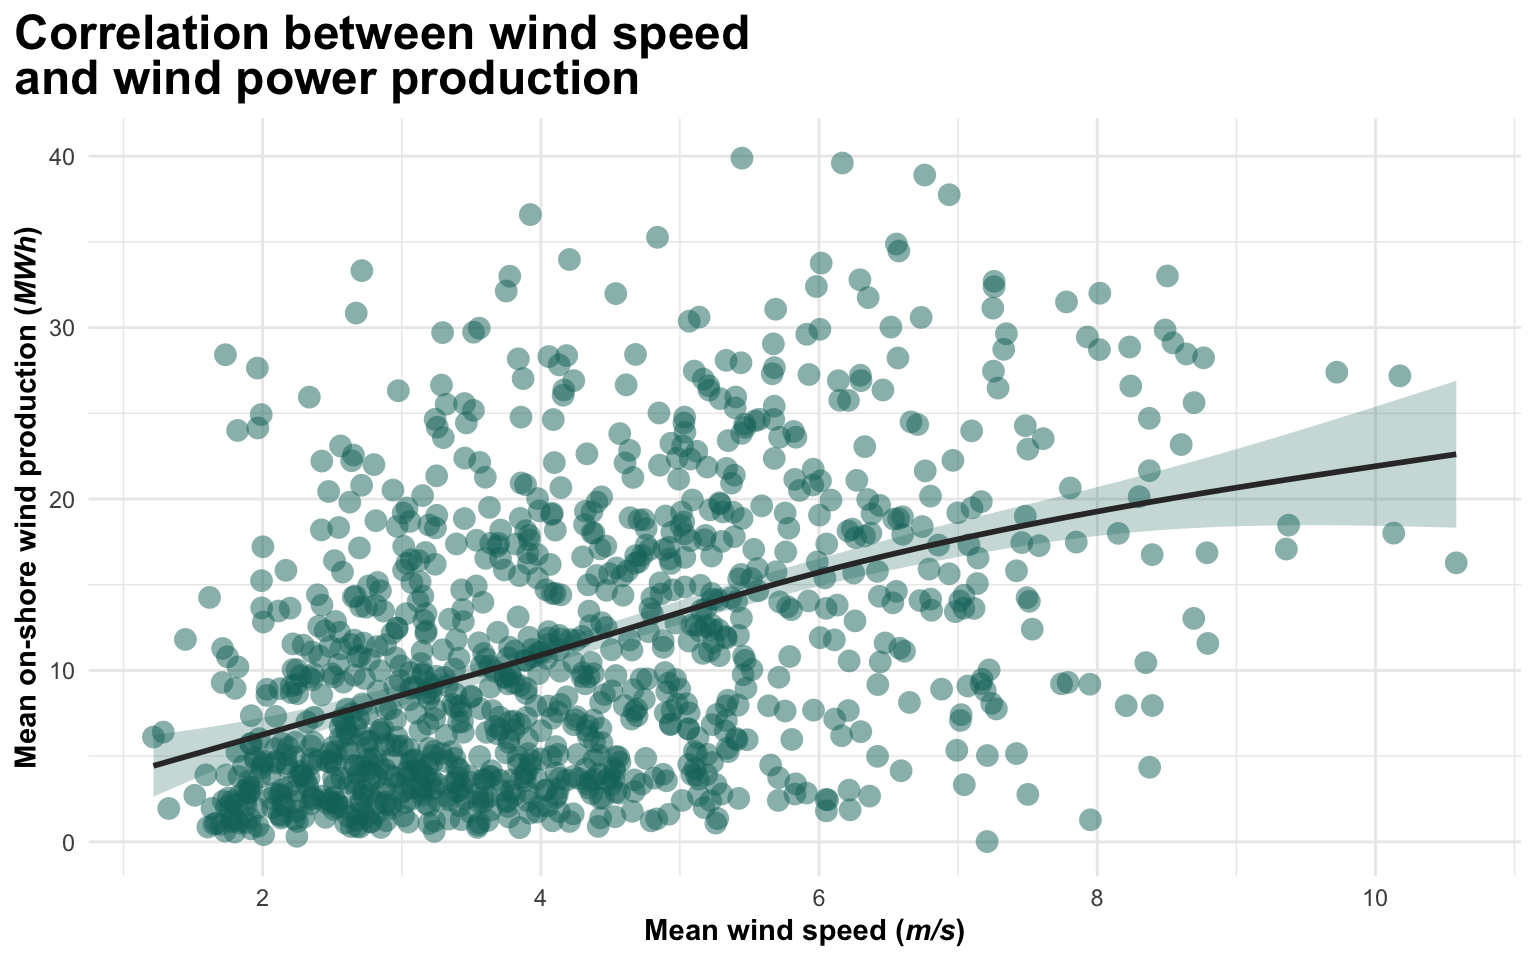 Correlation between wind speed
and wind power production
Mean on-shore wind production (MWh)
40
30
20
10
0
2
4
6
8
10
Mean wind speed (m/s)